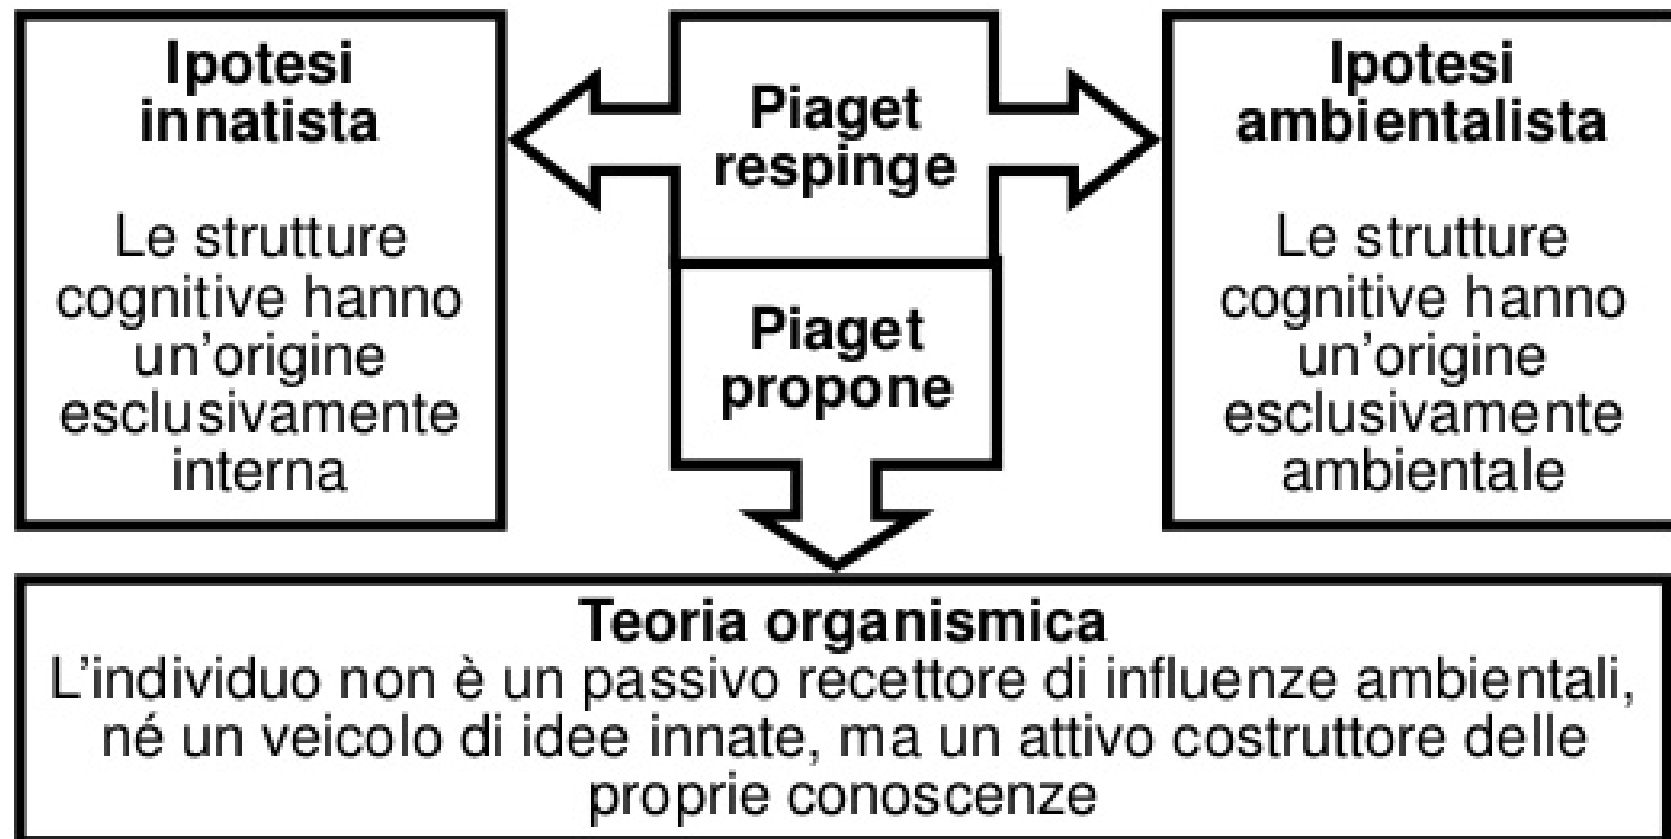 Ipotesi
innatista
Le strutture
cognitive hanno
un'origine
esclusivamente
interna
Piaget
respinge
Piaget
propone
Ipotesi
ambientalista
Le strutture
cognitive hanno
un'origine
esclusivamente
ambientale
Teoria organismica
L'individuo non è un passivo recettore di influenze ambientali,
né un veicolo di idee innate, ma un attivo costruttore delle
proprie conoscenze